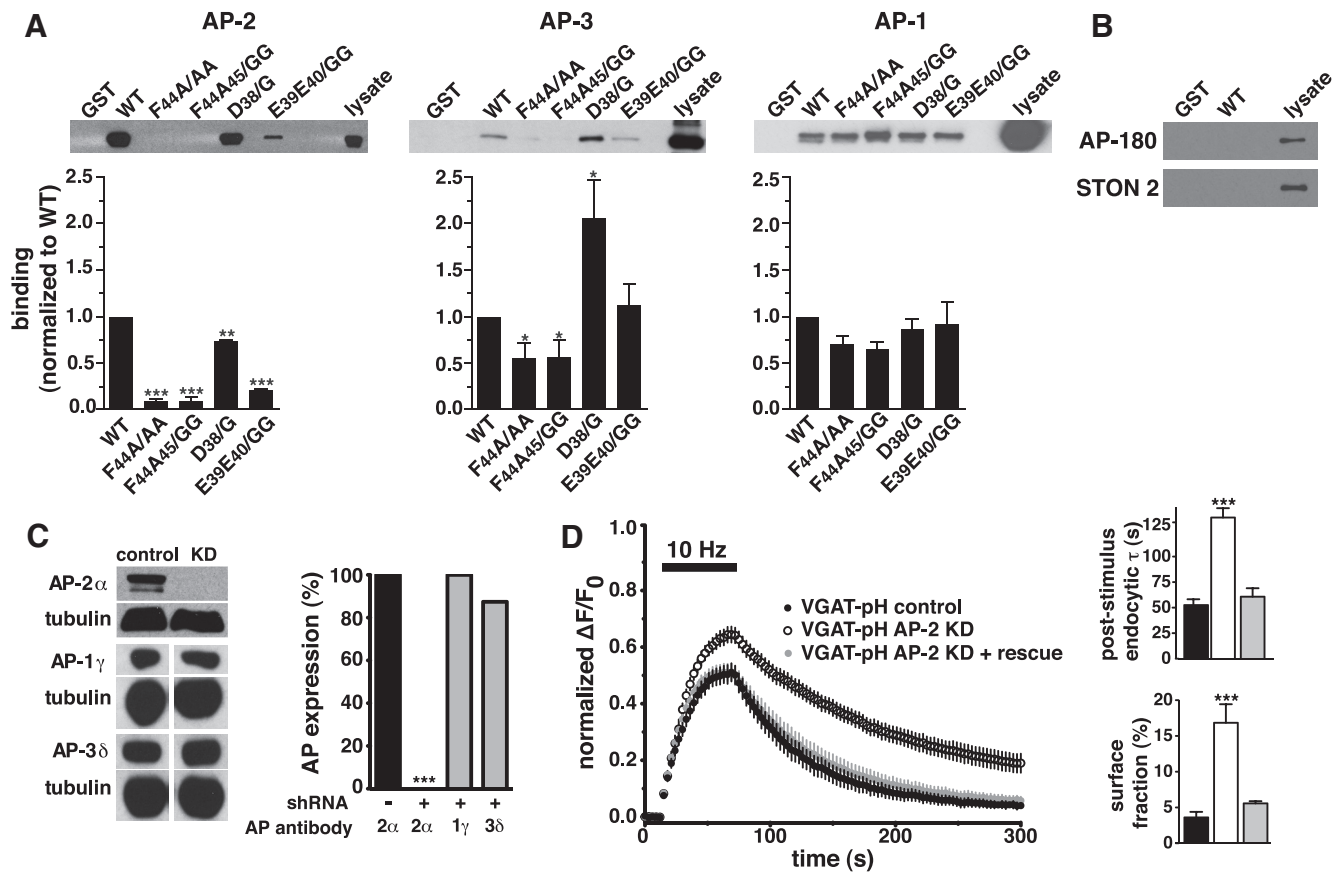 A
AP-2
AP-3
AP-1
GST WT F44A/AA F44A45/GG D38/G E39E40/GG lysate
GST WT F44A/AA F44A45/GG D38/G E39E40/GG lysate
GST WT F44A/AA F44A45/GG D38/G E39E40/GG lysate
binding
(normalized to WT)
2.5
2.0
1.5
1.0
0.5
0.0
*** *** ** ***
WT F44A/AA F44A45/GG D38/G E39E40/GG
2.5
2.0
1.5
1.0
0.5
0.0
* * *
WT F44A/AA F44A45/GG D38/G E39E40/GG
2.5
2.0
1.5
1.0
0.5
0.0
WT F44A/AA F44A45/GG D38/G E39E40/GG
B
GST WT lysate
AP-180
STON 2
C
control KD
AP-2α
tubulin
AP-1γ
tubulin
AP-3δ
tubulin
AP expression (%)
100
80
60
40
20
0
***
shRNA - + + +
AP antibody 2α 2α 1γ 3δ
D
normalized ΔF/F0
1.0
0.8
0.6
0.4
0.2
0.0
10 Hz
VGAT-pH control
VGAT-pH AP-2 KD
VGAT-pH AP-2 KD + rescue
0 100 200 300
time (s)
post-stimulus
endocytic τ (s)
125
100
75
50
25
0
***
surface
fraction (%)
20
15
10
5
0
***